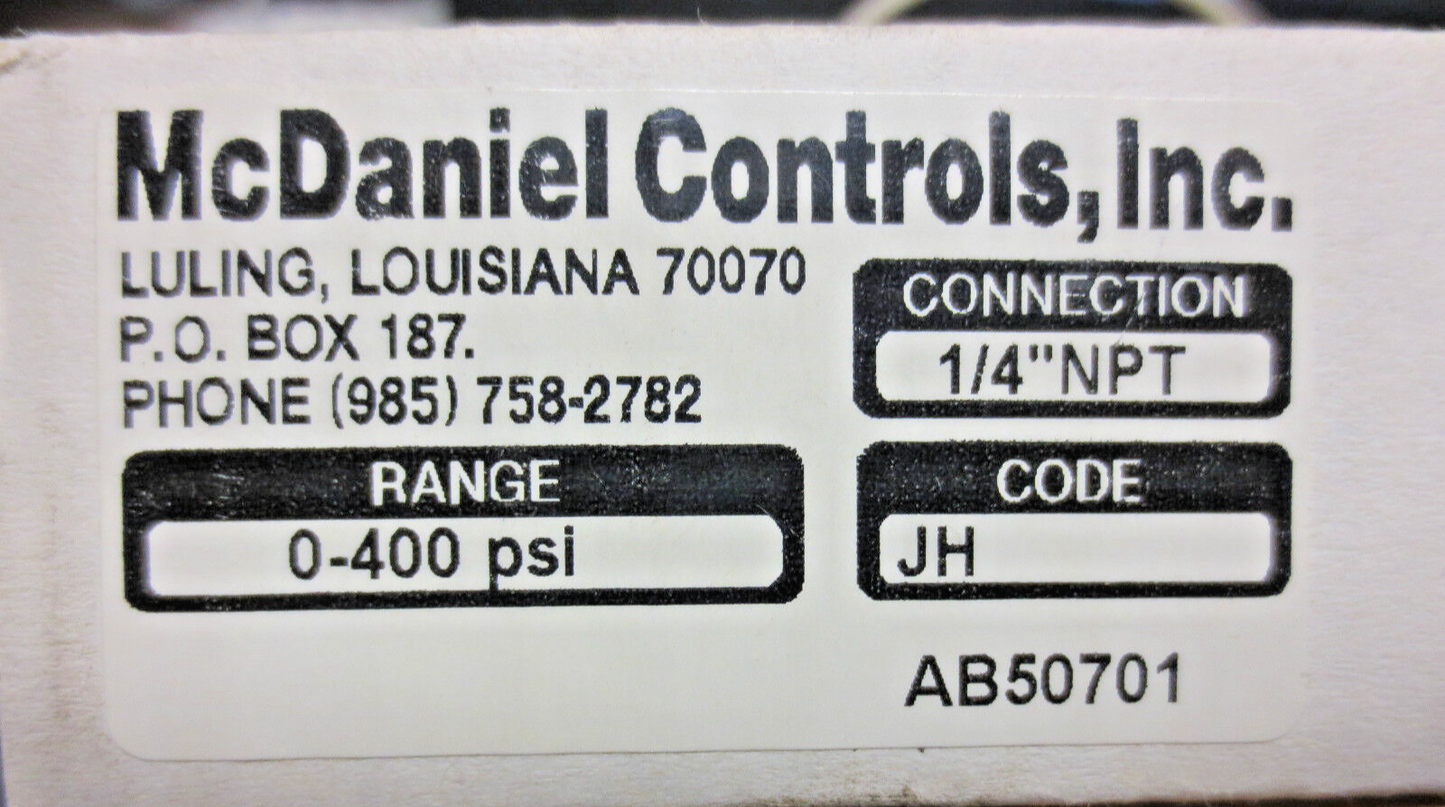 McDaniel Controls, Inc.
LULING, LOUISIANA 70070
P.O. BOX 187.
PHONE (985) 758-2782
CONNECTION
1/4"NPT
RANGE
0-400 psi
CODE
JH
AB50701